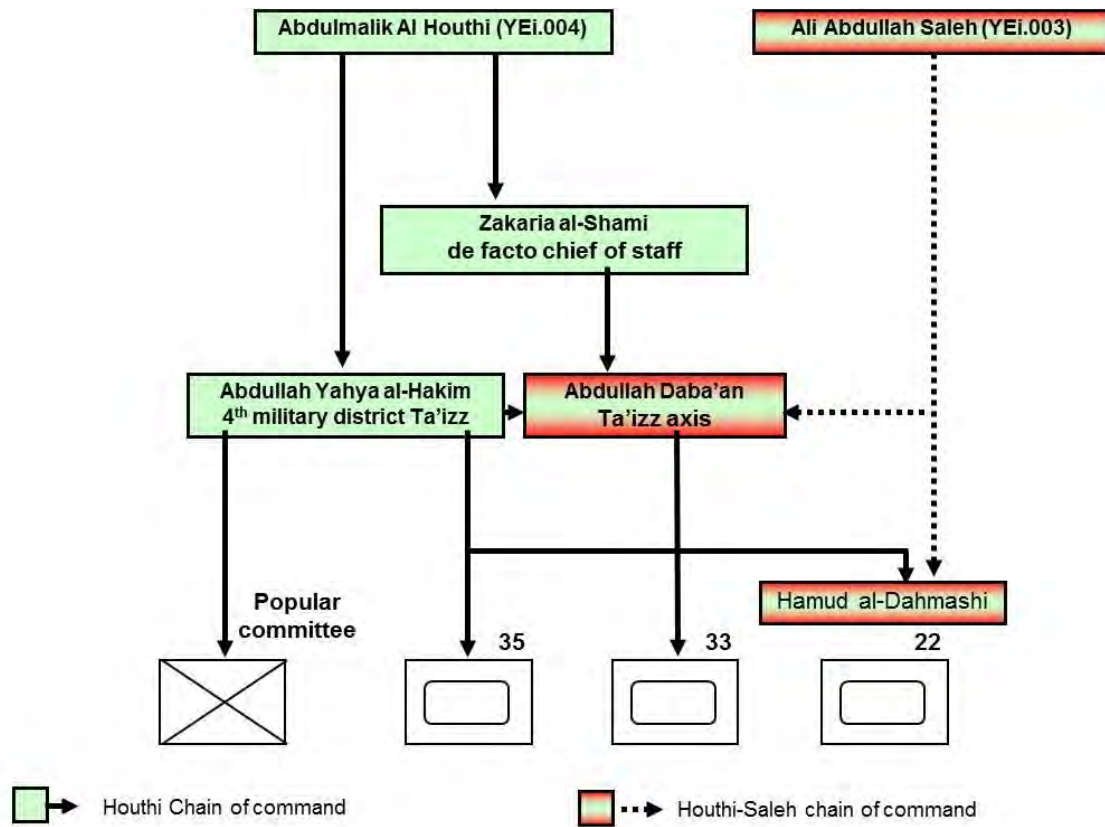 Abdulmalik Al Houthi (YEi.004)
Ali Abdullah Saleh (YEi.003)
Zakaria al-Shami
de facto chief of staff
Abdullah Yahya al-Hakim
4th military district Ta’izz
Abdullah Daba’an
Ta’izz axis
Hamud al-Dahmashi
Popular
committee
35
33
22
Houthi Chain of command
Houthi-Saleh chain of command